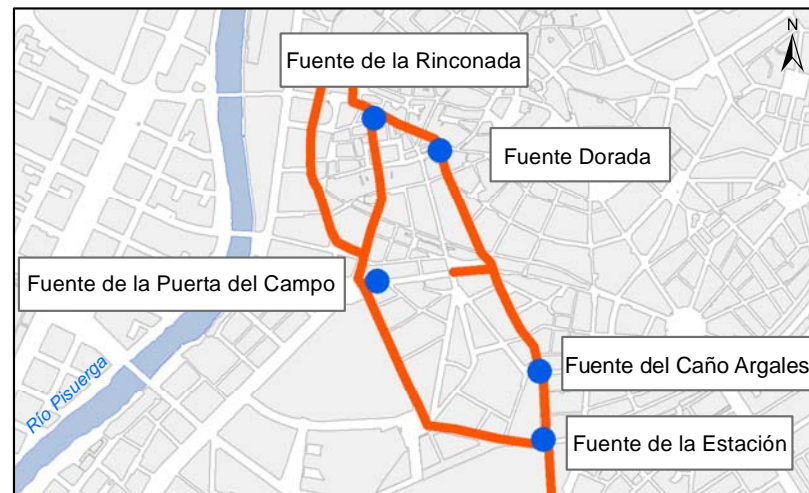 Fuente de la Rinconada
N
Fuente Dorada
Fuente de la Puerta del Campo
Río Pisuerga
Fuente del Caño Argales
Fuente de la Estación